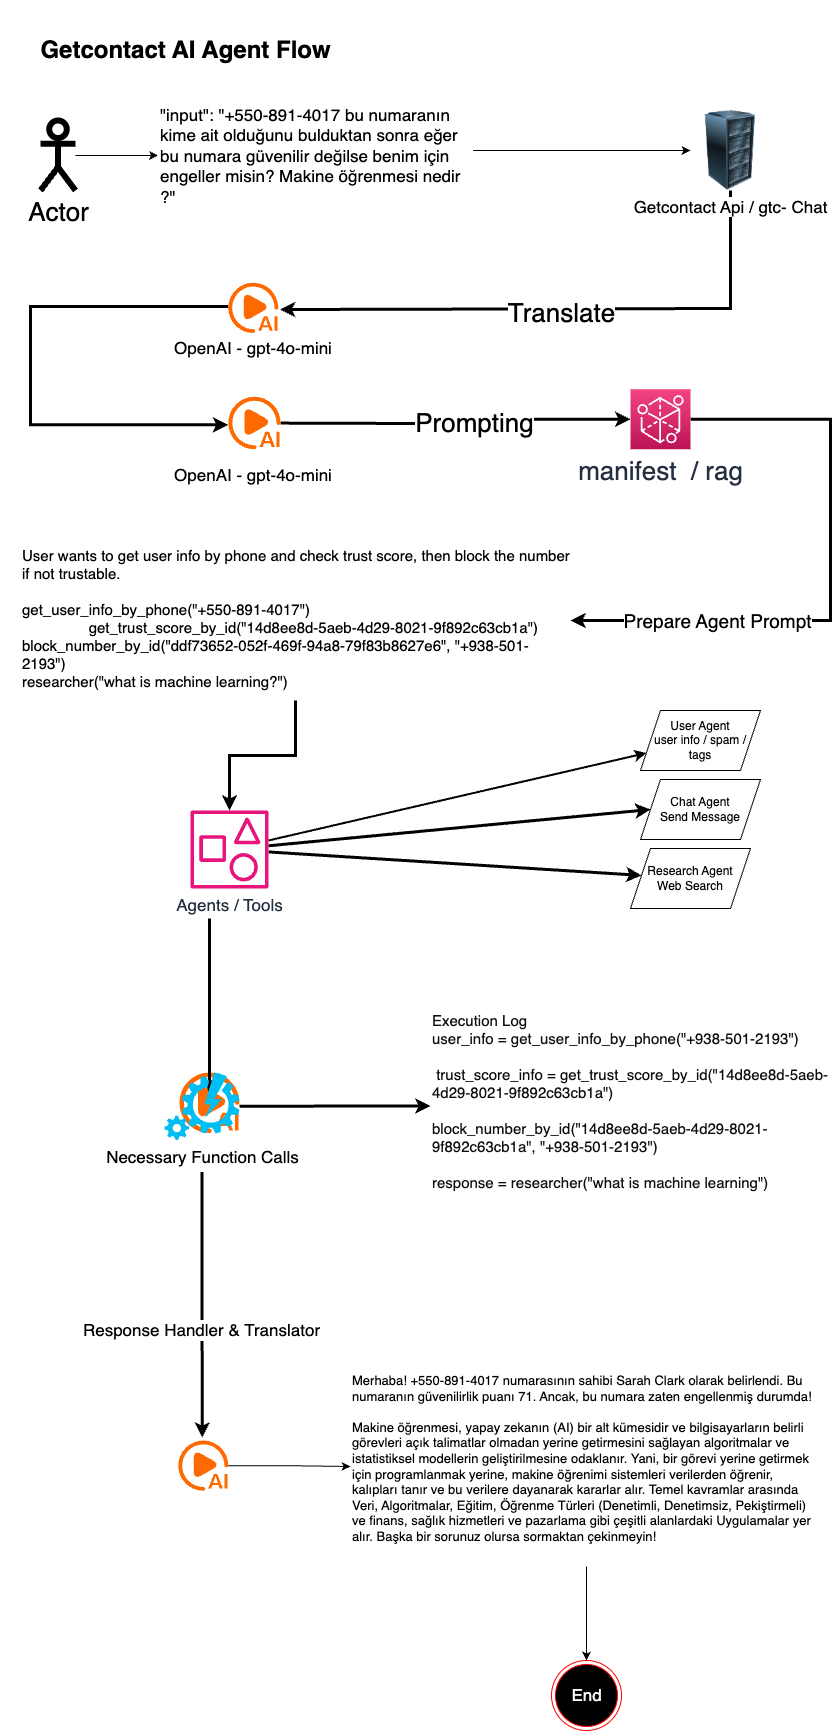 Getcontact AI Agent Flow
"input": "+550-891-4017 bu numaranın
kime ait olduğunu bulduktan sonra eğer
bu numara güvenilir değilse benim için
engeller misin? Makine öğrenmesi nedir
?"
Actor
Getcontact Api / gtc- Chat
Translate
AI
OpenAI - gpt-4o-mini
AI
Prompting
OpenAI - gpt-4o-mini
manifest / rag
User wants to get user info by phone and check trust score, then block the number
if not trustable.
get_user_info_by_phone("+550-891-4017")
get_trust_score_by_id("14d8ee8d-5aeb-4d29-8021-9f892c63cb1a")
block_number_by_id("ddf73652-052f-469f-94a8-79f83b8627e6", "+938-501-
2193")
researcher("what is machine learning?")
Prepare Agent Prompt
User Agent
user info / spam /
tags
Chat Agent
Send Message
Research Agent
Web Search
Agents / Tools
Execution Log
user_info = get_user_info_by_phone("+938-501-2193")
trust_score_info = get_trust_score_by_id("14d8ee8d-5aeb-
4d29-8021-9f892c63cb1a")
block_number_by_id("14d8ee8d-5aeb-4d29-8021-
9f892c63cb1a", "+938-501-2193")
response = researcher("what is machine learning")
AI
Necessary Function Calls
Response Handler & Translator
Merhaba! +550-891-4017 numarasının sahibi Sarah Clark olarak belirlendi. Bu
numaranın güvenilirlik puanı 71. Ancak, bu numara zaten engellenmiş durumda!
Makine öğrenmesi, yapay zekanın (AI) bir alt kümesidir ve bilgisayarların belirli
görevleri açık talimatlar olmadan yerine getirmesini sağlayan algoritmalar ve
istatistiksel modellerin geliştirilmesine odaklanır. Yani, bir görevi yerine getirmek
için programlanmak yerine, makine öğrenimi sistemleri verilerden öğrenir,
kalıpları tanır ve bu verilere dayanarak kararlar alır. Temel kavramlar arasında
Veri, Algoritmalar, Eğitim, Öğrenme Türleri (Denetimli, Denetimsiz, Pekiştirmeli)
ve finans, sağlık hizmetleri ve pazarlama gibi çeşitli alanlardaki Uygulamalar yer
alır. Başka bir sorunuz olursa sormaktan çekinmeyin!
AI
End